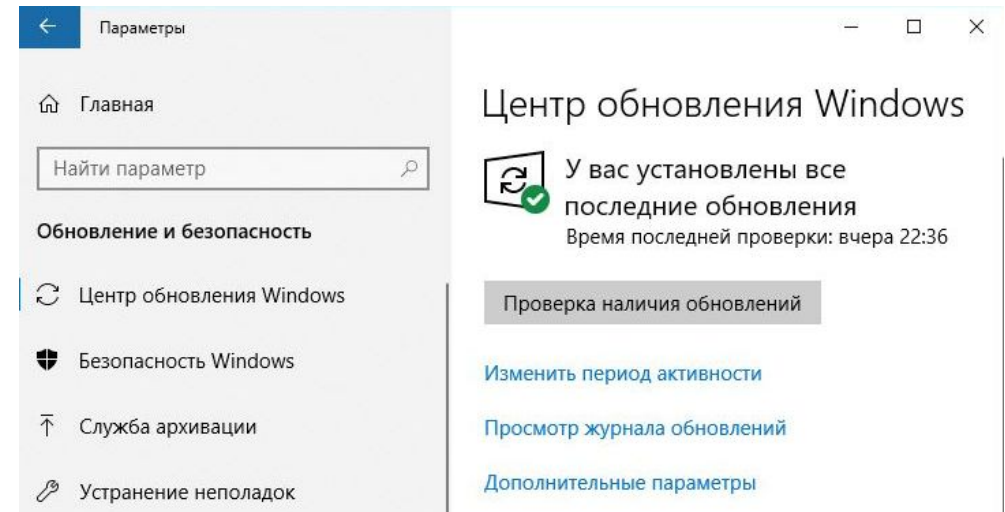 Параметры
Главная
Найти параметр
Обновление и безопасность
Центр обновления Windows
Безопасность Windows
Служба архивации
Устранение неполадок
Центр обновления Windows
У вас установлены все
последние обновления
Время последней проверки: вчера 22:36
Проверка наличия обновлений
Изменить период активности
Просмотр журнала обновлений
Дополнительные параметры